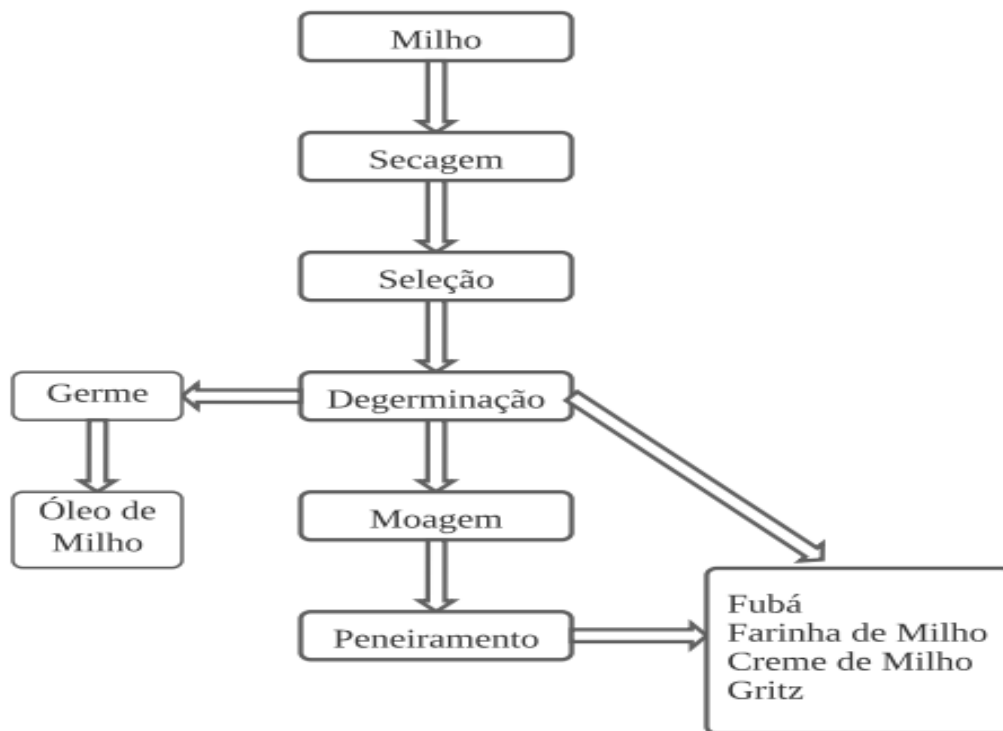 Milho
Secagem
Seleção
Germe
Degerminação
Óleo de
Milho
Moagem
Peneiramento
Fubá
Farinha de Milho
Creme de Milho
Gritz